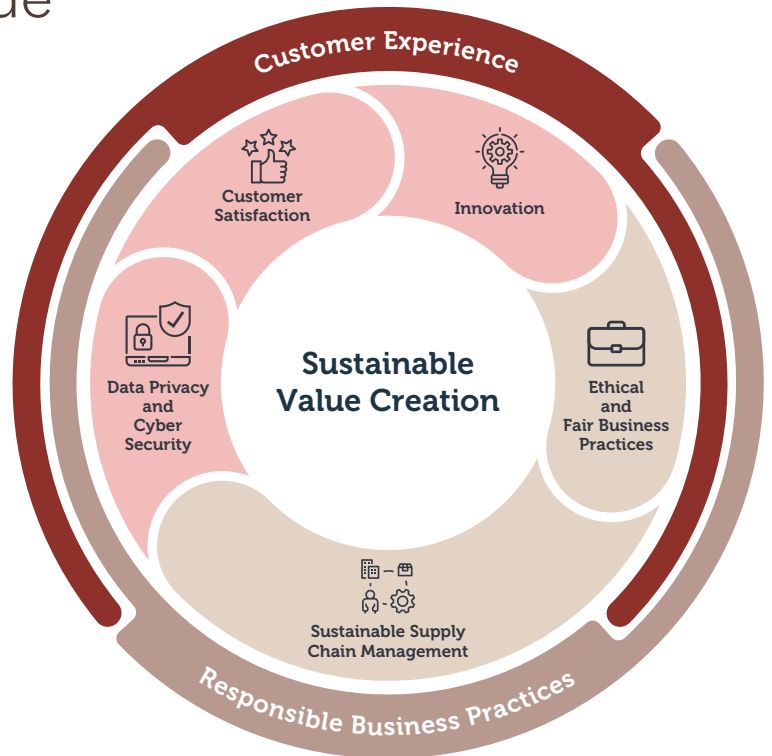 Customer Experience
Customer
Satisfaction
Innovation
Data Privacy
and
Cyber
Security
Sustainable
Value Creation
Ethical
and
Fair Business
Practices
Sustainable Supply
Chain Management
Responsible Business Practices